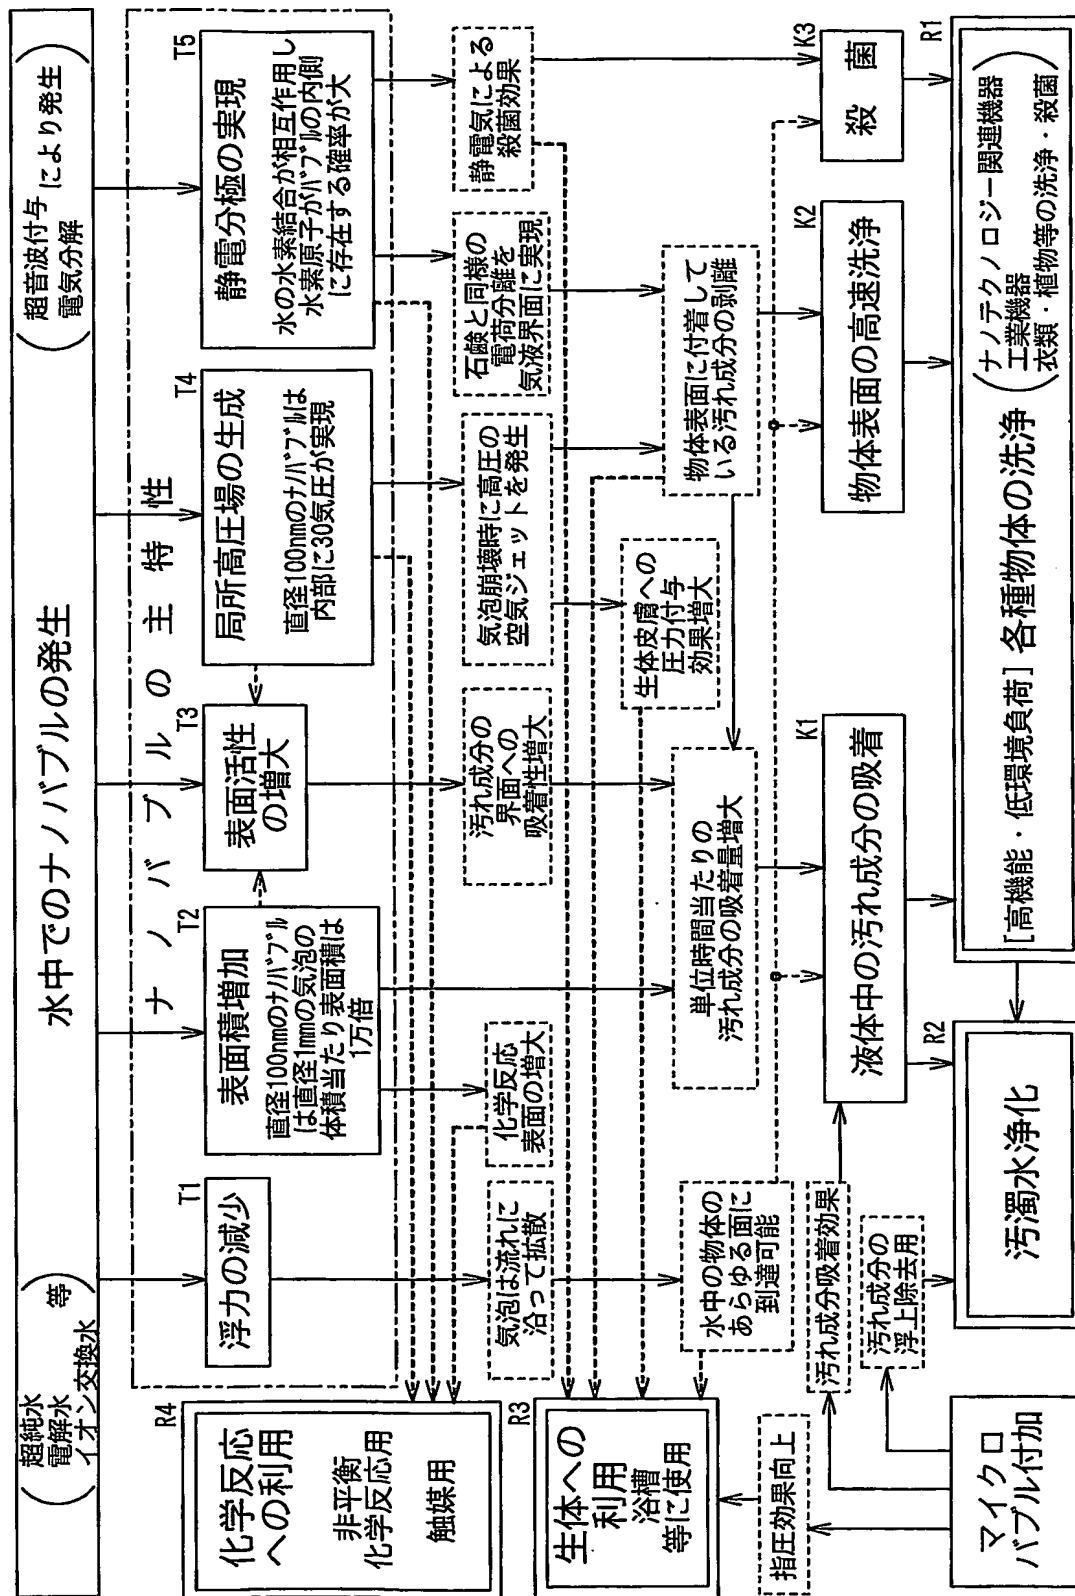 水中でのナノバブルの発生
(超純水
電解水
イオン交換水 等)
(超音波付与
電気分解 により発生)
ナノバブルの主特性
T1
浮力の減少
T2
表面積増加
直径100nmのナノバブル
は直径1mmの気泡の
体積当たり表面積は
1万倍
T3
表面活性
の増大
T4
局所高圧場の生成
直径100nmのナノバブルは
内部に30気圧が実現
T5
静電分極の実現
水の水素結合が相互作用し
水素原子がバブルの内側
に存在する確率が大
R4
化学反応
への利用
非平衡
化学反応用
触媒用
気泡は流れに
沿って拡散
化学反応
表面の増大
汚れ成分の
界面への
吸着性増大
気泡崩壊時に高圧の
空気ジェットを発生
石鹸と同様の
電荷分離を
気液界面に実現
静電気による
殺菌効果
R3
生体への
利用
浴槽
等に使用
生体皮膚への
圧力付与
効果増大
水中の物体の
あらゆる面に
到達可能
単位時間当たりの
汚れ成分の吸着量増大
物体表面に付着して
いる汚れ成分の剥離
指圧効果向上
汚れ成分吸着効果
汚れ成分の
浮上除去用
K1
液体中の汚れ成分の吸着
K2
物体表面の高速洗浄
K3
殺菌
マイクロ
バブル付加
R2
汚濁水浄化
R1
[高機能・低環境負荷] 各種物体の洗浄
(ナノテクノロジー関連機器
工業機器
衣類・植物等の洗浄・殺菌)